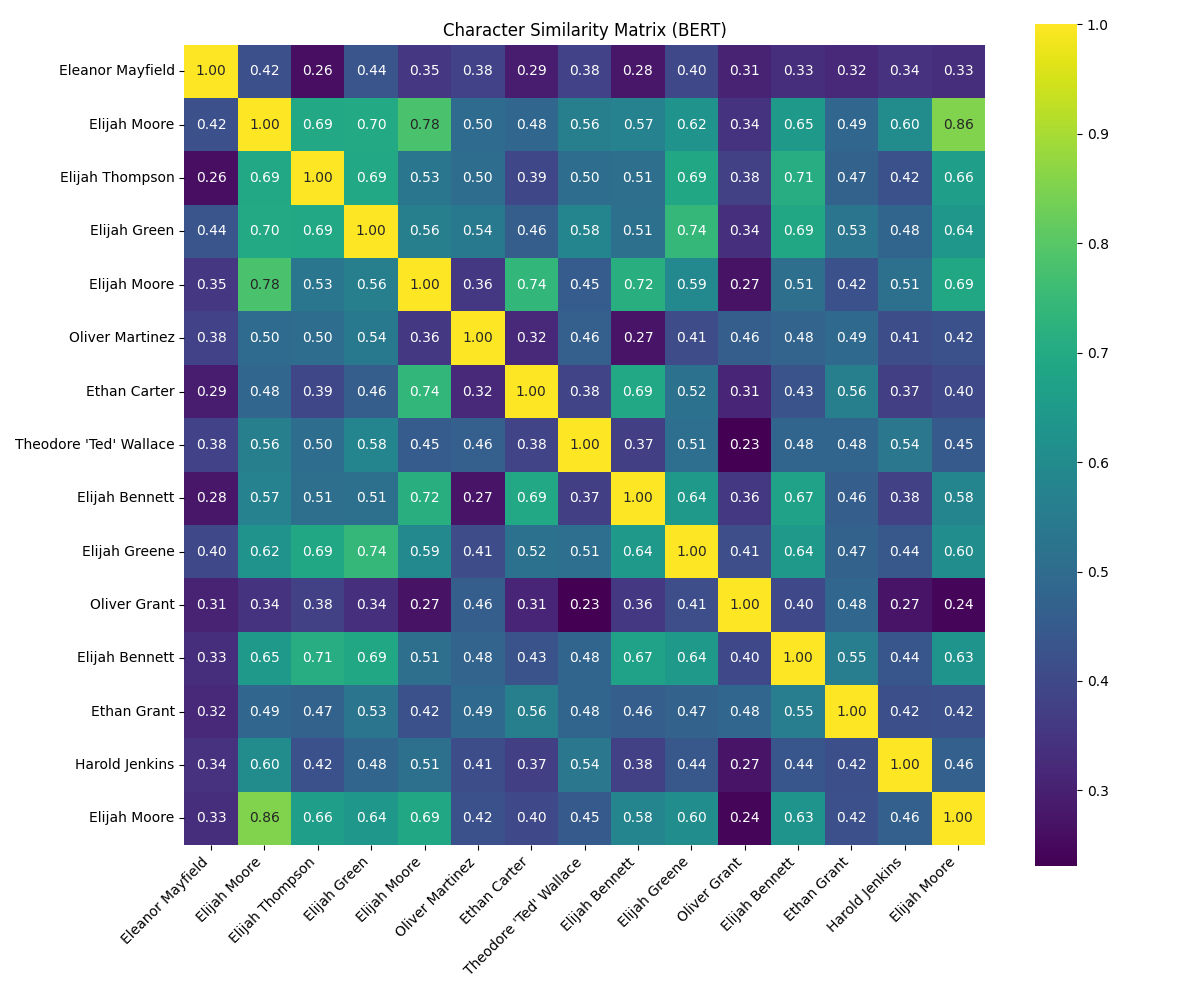 Character Similarity Matrix (BERT)
Eleanor Mayfield 1.00 0.42 0.26 0.44 0.35 0.38 0.29 0.38 0.28 0.40 0.31 0.33 0.32 0.34 0.33
Elijah Moore 0.42 1.00 0.69 0.70 0.78 0.50 0.48 0.56 0.57 0.62 0.34 0.65 0.49 0.60 0.86
Elijah Thompson 0.26 0.69 1.00 0.69 0.53 0.50 0.39 0.50 0.51 0.69 0.38 0.71 0.47 0.42 0.66
Elijah Green 0.44 0.70 0.69 1.00 0.56 0.54 0.46 0.58 0.51 0.74 0.34 0.69 0.53 0.48 0.64
Elijah Moore 0.35 0.78 0.53 0.56 1.00 0.36 0.74 0.45 0.72 0.59 0.27 0.51 0.42 0.51 0.69
Oliver Martinez 0.38 0.50 0.50 0.54 0.36 1.00 0.32 0.46 0.27 0.41 0.46 0.48 0.49 0.41 0.42
Ethan Carter 0.29 0.48 0.39 0.46 0.74 0.32 1.00 0.38 0.69 0.52 0.31 0.43 0.56 0.37 0.40
Theodore 'Ted' Wallace 0.38 0.56 0.50 0.58 0.45 0.46 0.38 1.00 0.37 0.51 0.23 0.48 0.48 0.54 0.45
Elijah Bennett 0.28 0.57 0.51 0.51 0.72 0.27 0.69 0.37 1.00 0.64 0.36 0.67 0.46 0.38 0.58
Elijah Greene 0.40 0.62 0.69 0.74 0.59 0.41 0.52 0.51 0.64 1.00 0.41 0.64 0.47 0.44 0.60
Oliver Grant 0.31 0.34 0.38 0.34 0.27 0.46 0.31 0.23 0.36 0.41 1.00 0.40 0.48 0.27 0.24
Elijah Bennett 0.33 0.65 0.71 0.69 0.51 0.48 0.43 0.48 0.67 0.64 0.40 1.00 0.55 0.44 0.63
Ethan Grant 0.32 0.49 0.47 0.53 0.42 0.49 0.56 0.48 0.46 0.47 0.48 0.55 1.00 0.42 0.42
Harold Jenkins 0.34 0.60 0.42 0.48 0.51 0.41 0.37 0.54 0.38 0.44 0.27 0.44 0.42 1.00 0.46
Elijah Moore 0.33 0.86 0.66 0.64 0.69 0.42 0.40 0.45 0.58 0.60 0.24 0.63 0.42 0.46 1.00
Eleanor Mayfield
Elijah Moore
Elijah Thompson
Elijah Green
Elijah Moore
Oliver Martinez
Ethan Carter
Theodore 'Ted' Wallace
Elijah Bennett
Elijah Greene
Oliver Grant
Elijah Bennett
Ethan Grant
Harold Jenkins
Elijah Moore
1.0
0.9
0.8
0.7
0.6
0.5
0.4
0.3